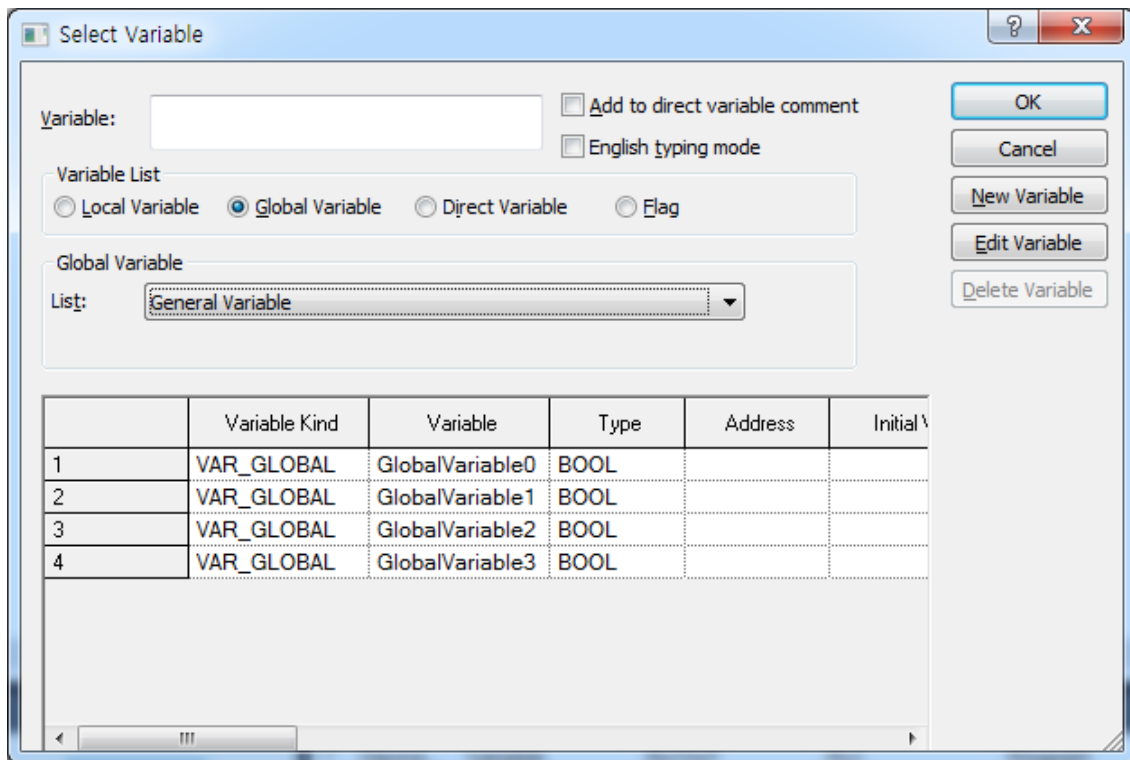 Select Variable
Variable:
Add to direct variable comment
OK
English typing mode
Cancel
Variable List
Local Variable Global Variable Direct Variable Flag
New Variable
Edit Variable
Global Variable
List: General Variable
Delete Variable
Variable Kind Variable Type Address Initial
1 VAR_GLOBAL GlobalVariable0 BOOL
2 VAR_GLOBAL GlobalVariable1 BOOL
3 VAR_GLOBAL GlobalVariable2 BOOL
4 VAR_GLOBAL GlobalVariable3 BOOL